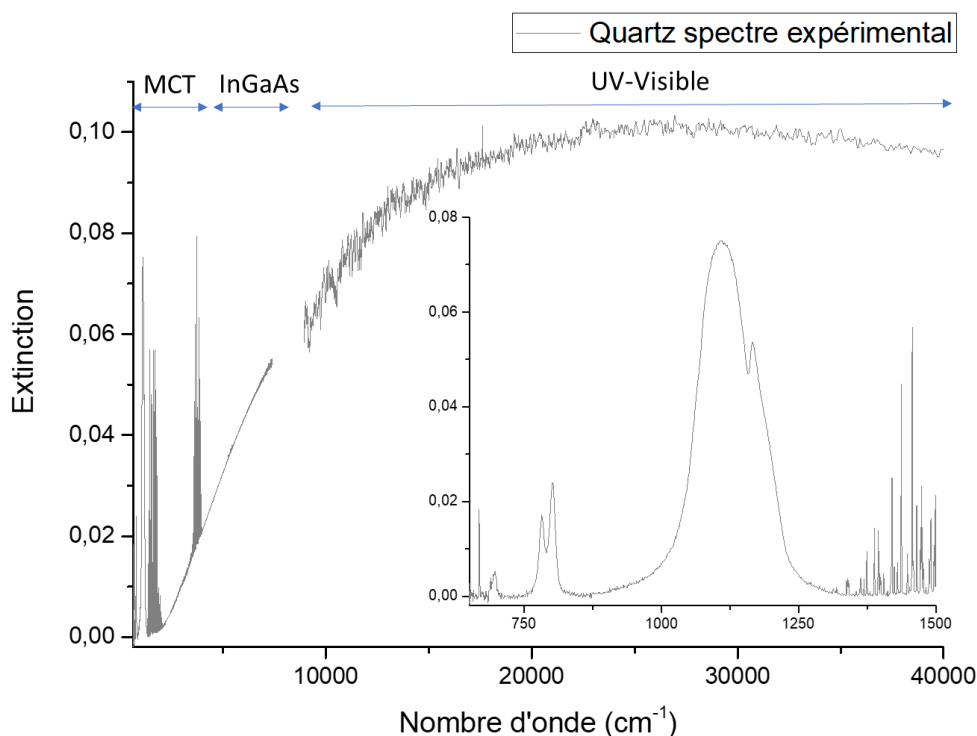 Quartz spectre expérimental
MCT InGaAs UV-Visible
0,10
0,08
0,06
0,04
0,02
0,00
Extinction
0,08
0,06
0,04
0,02
0,00
750 1000 1250 1500
10000 20000 30000 40000
Nombre d'onde (cm⁻¹)